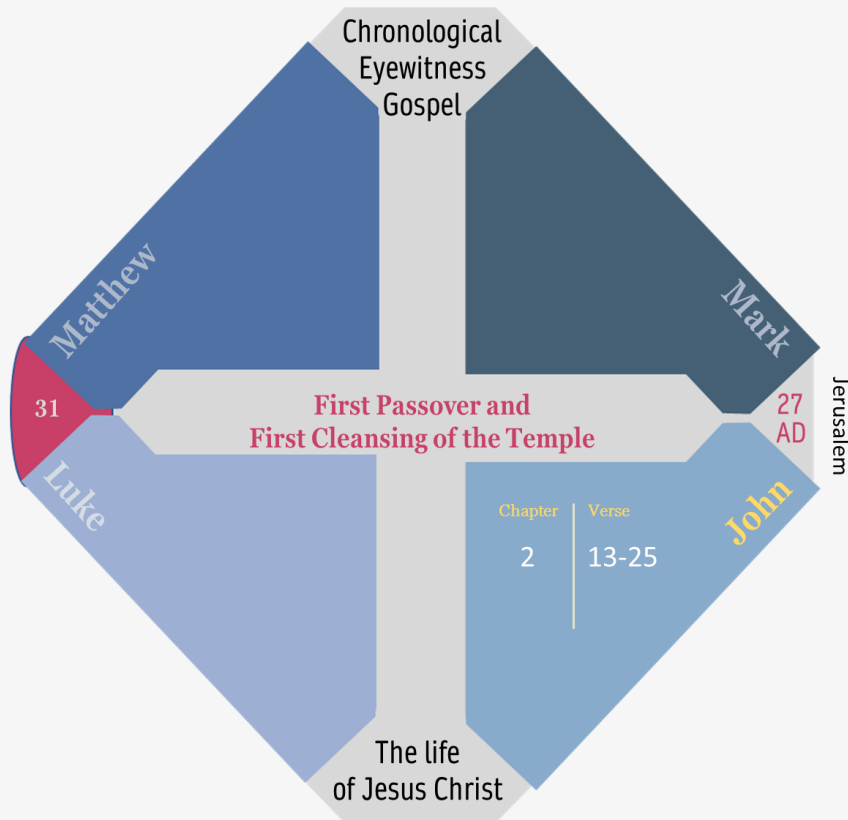 Chronological
Eyewitness
Gospel
Matthew
Mark
31
First Passover and
First Cleansing of the Temple
27
AD
Jerusalem
Luke
John
Chapter
Verse
2
13-25
The life
of Jesus Christ